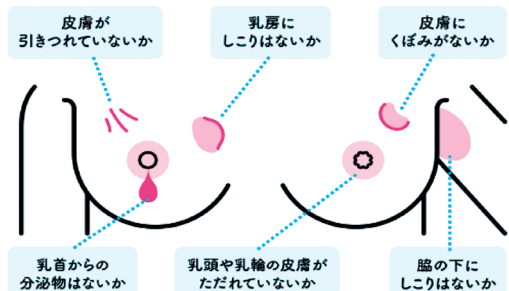 皮膚が
引きつれていないか
乳房に
しこりはないか
皮膚に
くぼみがないか
乳首からの
分泌物はないか
乳頭や乳輪の皮膚が
ただれていないか
脇の下に
しこりはないか